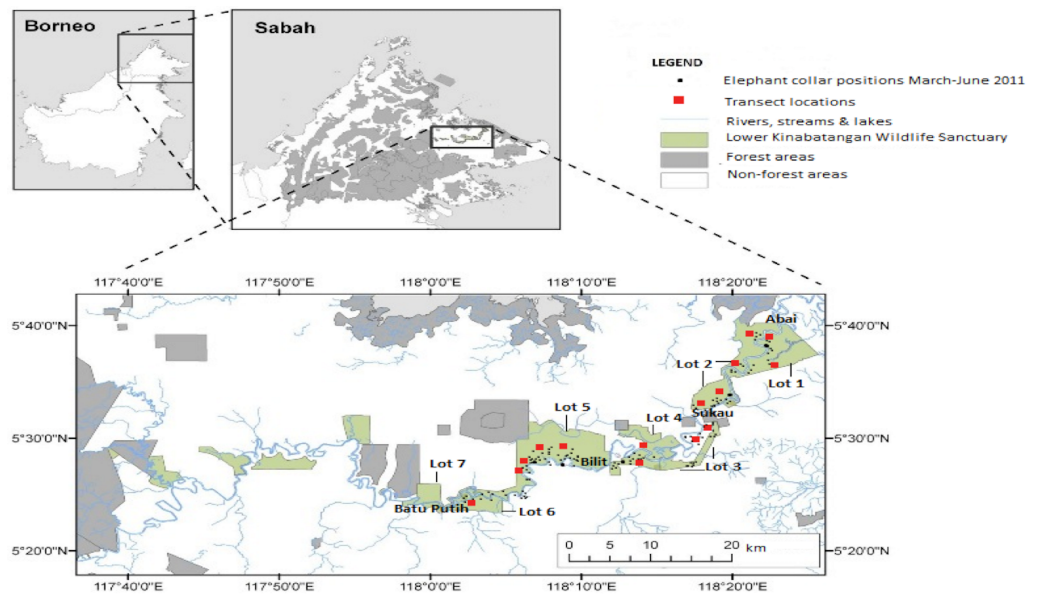 Borneo
Sabah
LEGEND
Elephant collar positions March-June 2011
Transect locations
Rivers, streams & lakes
Lower Kinabatangan Wildlife Sanctuary
Forest areas
Non-forest areas
117°40'0"E 117°50'0"E 118°0'0"E 118°10'0"E 118°20'0"E
5°40'0"N 5°40'0"N
Abai
Lot 2
Lot 1
Lot 5
Lot 4
Sukau
5°30'0"N 5°30'0"N
Lot 7
Bilit
Lot 3
Batu Putih
Lot 6
5°20'0"N 5°20'0"N
0 5 10 20 km
117°40'0"E 117°50'0"E 118°0'0"E 118°10'0"E 118°20'0"E